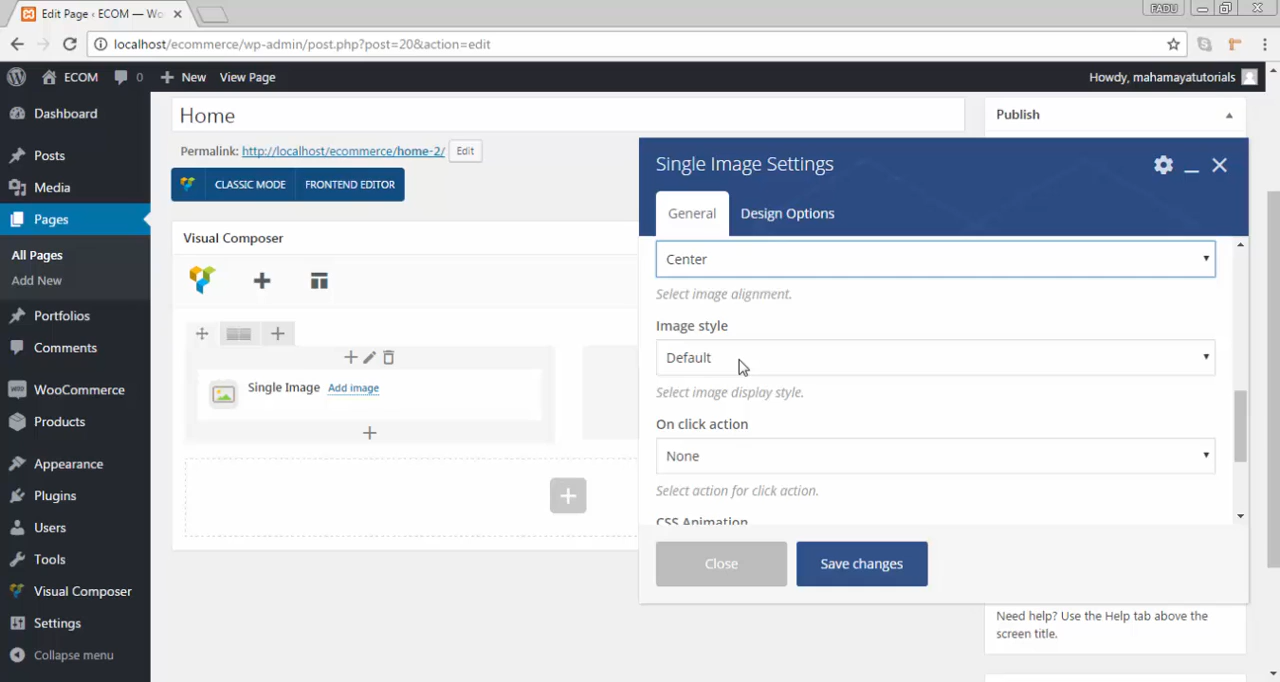 Edit Page ‹ ECOM — Wo
FADU
localhost/ecommerce/wp-admin/post.php?post=20&action=edit
ECOM 0 New View Page
Howdy, mahamayatutorials
Dashboard
Posts
Media
Pages
All Pages
Add New
Portfolios
Comments
WooCommerce
Products
Appearance
Plugins
Users
Tools
Visual Composer
Settings
Collapse menu
Home
Permalink: http://localhost/ecommerce/home-2/ Edit
CLASSIC MODE FRONTEND EDITOR
Visual Composer
Single Image Add image
Publish
Single Image Settings
General Design Options
Center
Select image alignment.
Image style
Default
Select image display style.
On click action
None
Select action for click action.
CSS Animation
Close Save changes
Need help? Use the Help tab above the
screen title.